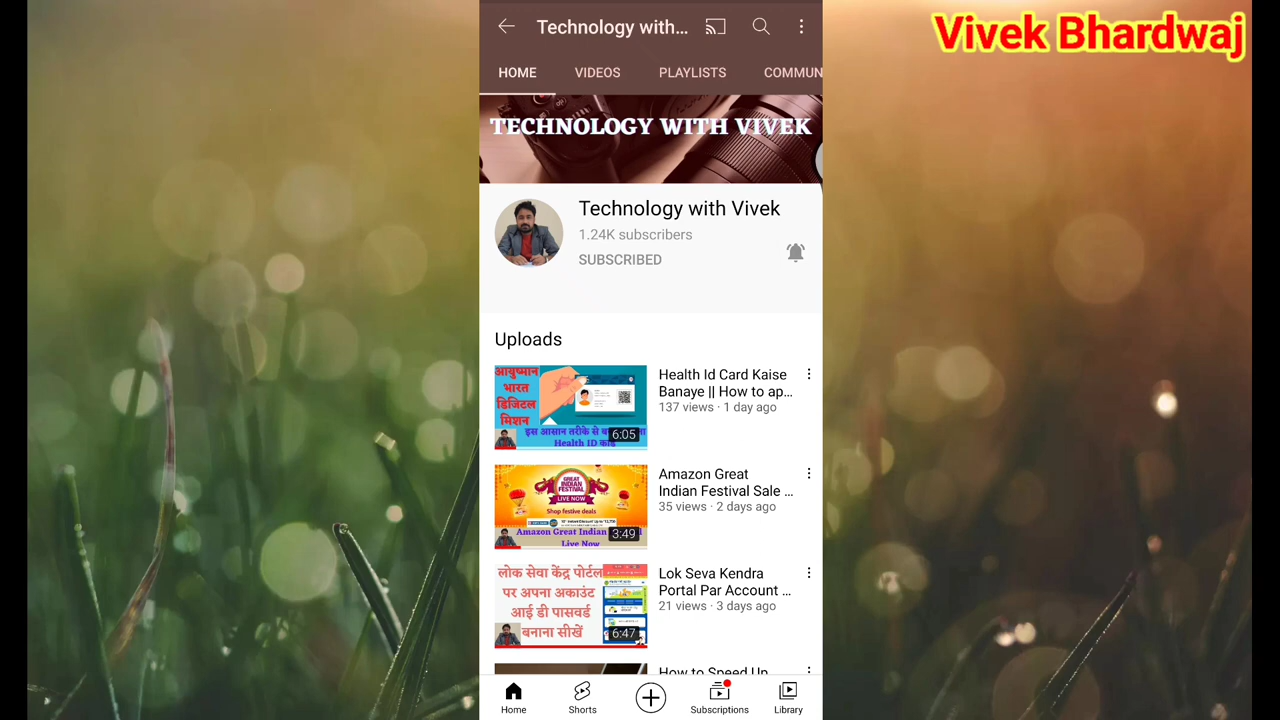 Vivek Bhardwaj
Technology with...
HOME VIDEOS PLAYLISTS COMMUN
TECHNOLOGY WITH VIVEK
Technology with Vivek
1.24K subscribers
SUBSCRIBED
Uploads
आयुष्मान
भारत
डिजिटल
मिशन
इस आसान तरीके से
Health ID कार्ड
6:05
Health Id Card Kaise
Banaye || How to ap...
137 views · 1 day ago
GREAT
INDIAN
FESTIVAL
LIVE NOW
Shop festive deals
Amazon Great Indian
Live Now
3:49
Amazon Great
Indian Festival Sale ...
35 views · 2 days ago
लोक सेवा केंद्र पोर्टल
पर अपना अकाउंट
आई डी पासवर्ड
बनाना सीखें
6:47
Lok Seva Kendra
Portal Par Account ...
21 views · 3 days ago
How to Speed Up
Home Shorts Subscriptions Library